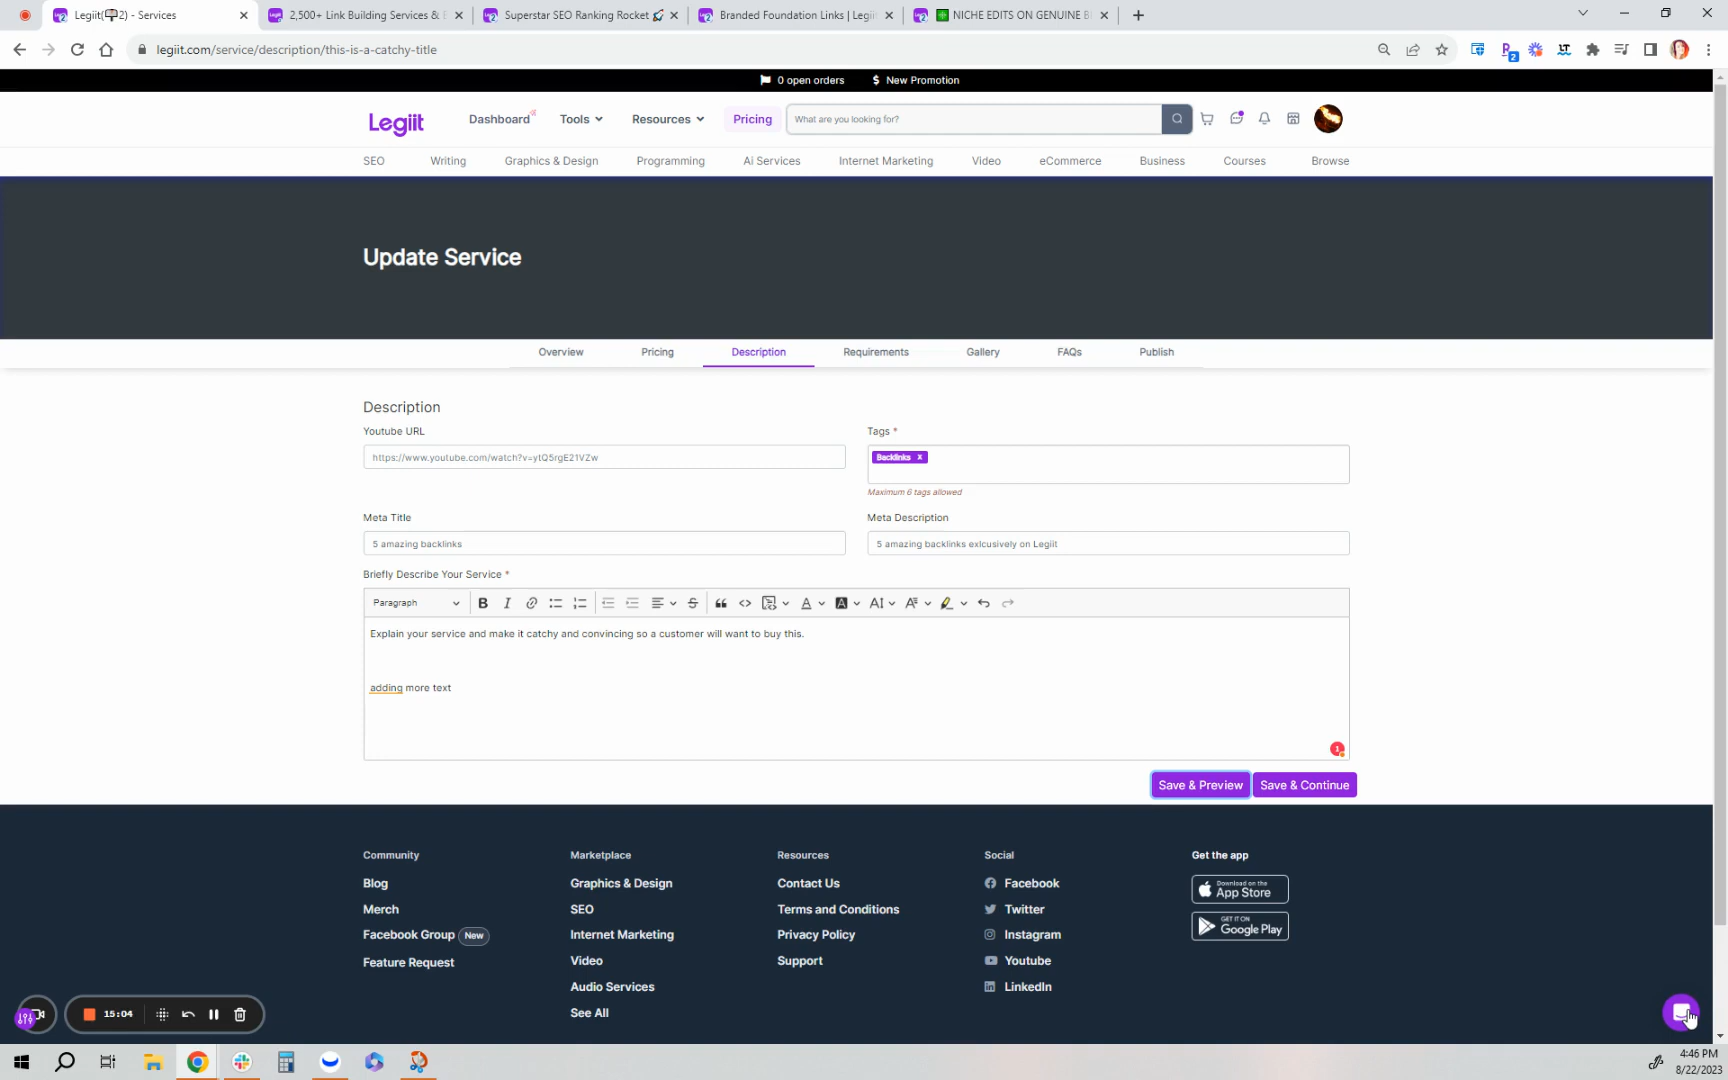 Legiit(2) - Services
2,500+ Link Building Services &
Superstar SEO Ranking Rocket
Branded Foundation Links | Legii
NICHE EDITS ON GENUINE B
legiit.com/service/description/this-is-a-catchy-title
0 open orders
$ New Promotion
Legiit
Dashboard
Tools
Resources
Pricing
What are you looking for?
SEO
Writing
Graphics & Design
Programming
Ai Services
Internet Marketing
Video
eCommerce
Business
Courses
Browse
Update Service
Overview
Pricing
Description
Requirements
Gallery
FAQs
Publish
Description
Youtube URL
https://www.youtube.com/watch?v=ytQ5rgE21VZw
Tags *
Backlinks x
Maximum 6 tags allowed
Meta Title
5 amazing backlinks
Meta Description
5 amazing backlinks exlcusively on Legiit
Briefly Describe Your Service *
Paragraph
Explain your service and make it catchy and convincing so a customer will want to buy this.
adding more text
1
Save & Preview
Save & Continue
Community
Blog
Merch
Facebook Group New
Feature Request
Marketplace
Graphics & Design
SEO
Internet Marketing
Video
Audio Services
See All
Resources
Contact Us
Terms and Conditions
Privacy Policy
Support
Social
Facebook
Twitter
Instagram
Youtube
LinkedIn
Get the app
Download on the
App Store
GET IT ON
Google Play
15:04
4:46 PM
8/22/2023